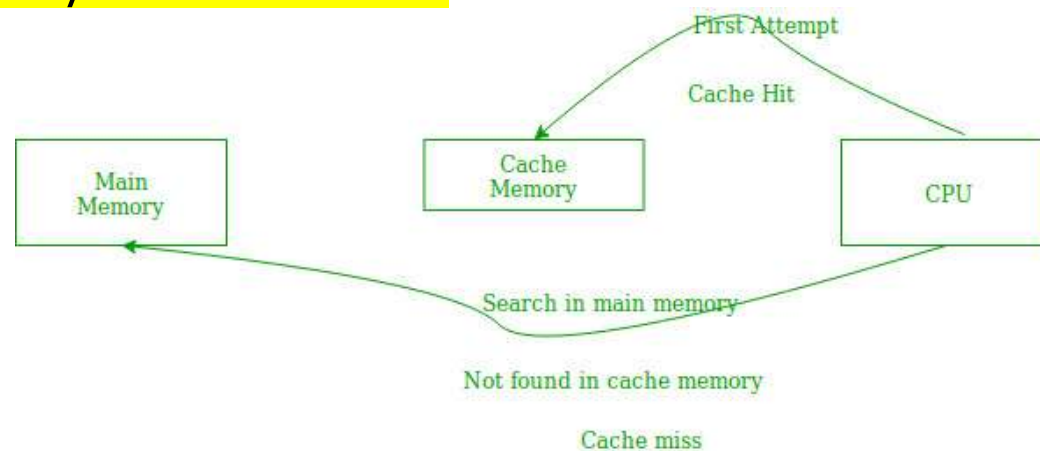 First Attempt
Cache Hit
Main
Memory
Cache
Memory
CPU
Search in main memory
Not found in cache memory
Cache miss